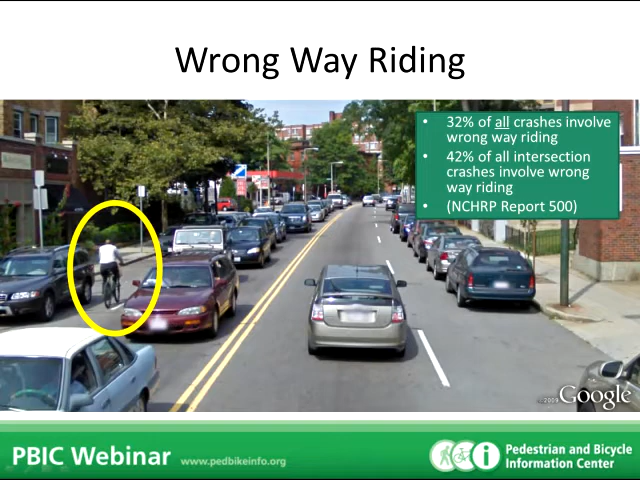 Wrong Way Riding
• 32% of all crashes involve
wrong way riding
• 42% of all intersection
crashes involve wrong
way riding
• (NCHRP Report 500)
©2009 Google
PBIC Webinar www.pedbikeinfo.org
Pedestrian and Bicycle
Information Center